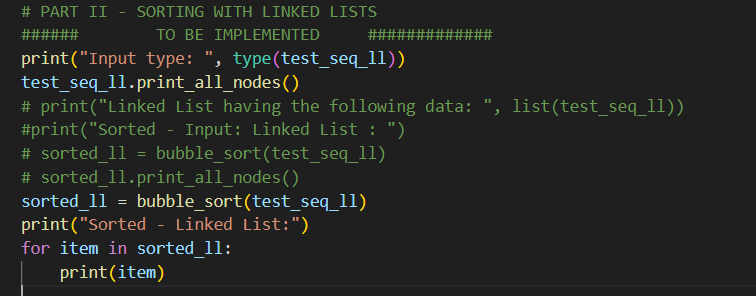 # PART II - SORTING WITH LINKED LISTS
######        TO BE IMPLEMENTED     #############
print("Input type: ", type(test_seq_ll))
test_seq_ll.print_all_nodes()
# print("Linked List having the following data: ", list(test_seq_ll))
#print("Sorted - Input: Linked List : ")
# sorted_ll = bubble_sort(test_seq_ll)
# sorted_ll.print_all_nodes()
sorted_ll = bubble_sort(test_seq_ll)
print("Sorted - Linked List:")
for item in sorted_ll:
    print(item)